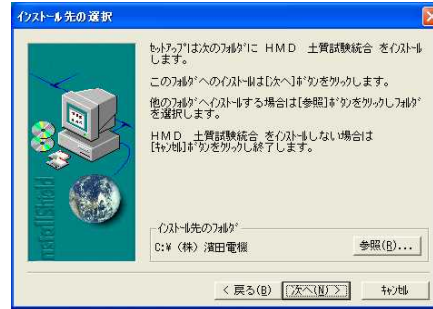 インストール先の選択
ｾｯﾄｱｯﾌﾟは次のﾌｫﾙﾀﾞに HMD 土質試験統合 をｲﾝｽﾄｰﾙ
します。
このﾌｫﾙﾀﾞへのｲﾝｽﾄｰﾙは[次へ]ﾎﾞﾀﾝをｸﾘｯｸします。
他のﾌｫﾙﾀﾞへｲﾝｽﾄｰﾙする場合は[参照]ﾎﾞﾀﾝをｸﾘｯｸしﾌｫﾙﾀﾞ
を選択します。
HMD 土質試験統合 をｲﾝｽﾄｰﾙしない場合は
[ｷｬﾝｾﾙ]ﾎﾞﾀﾝをｸﾘｯｸし終了します。
InstallShield
ｲﾝｽﾄｰﾙ先のﾌｫﾙﾀﾞ
C:¥（株）濱田電機
参照(R)...
< 戻る(B)
次へ(N) >
ｷｬﾝｾﾙ